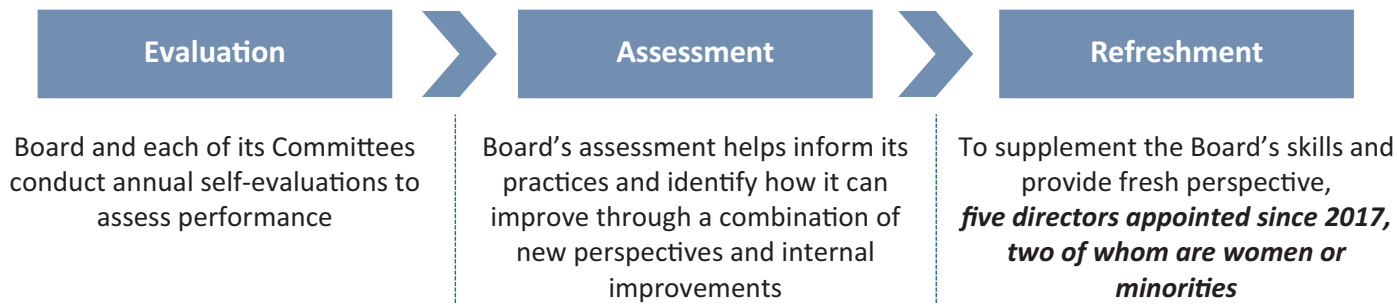 Evaluation
Board and each of its Committees
conduct annual self-evaluations to
assess performance
Assessment
Board’s assessment helps inform its
practices and identify how it can
improve through a combination of
new perspectives and internal
improvements
Refreshment
To supplement the Board’s skills and
provide fresh perspective,
five directors appointed since 2017,
two of whom are women or
minorities